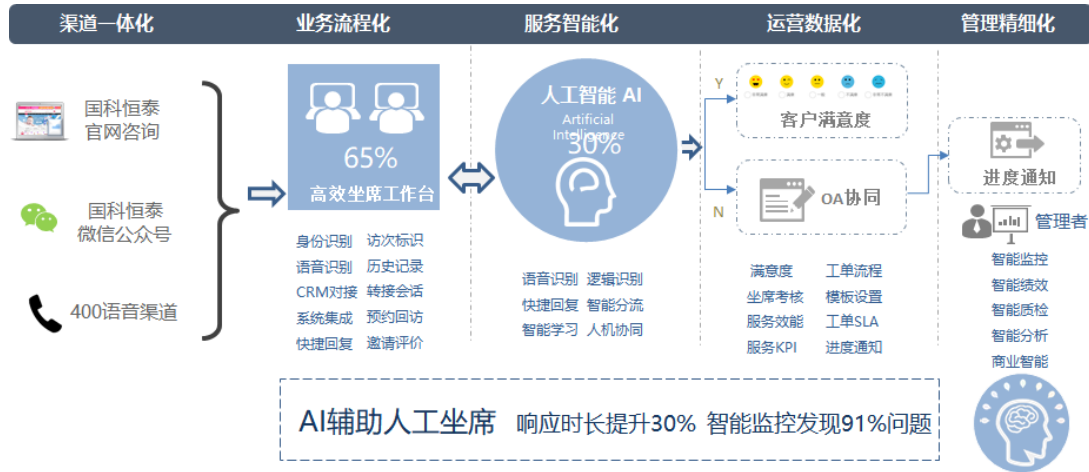 渠道一体化
业务流程化
服务智能化
运营数据化
管理精细化
国科恒泰
官网咨询
国科恒泰
微信公众号
400语音渠道
65%
高效坐席工作台
身份识别 访次标识
语音识别 历史记录
CRM对接 转接会话
系统集成 预约回访
快捷回复 邀请评价
人工智能 AI
Artificial
Intelligence
30%
语音识别 逻辑识别
快捷回复 智能分流
智能学习 人机协同
Y
N
客户满意度
OA协同
满意度 工单流程
坐席考核 模板设置
服务效能 工单SLA
服务KPI 进度通知
进度通知
管理者
智能监控
智能绩效
智能质检
智能分析
商业智能
AI辅助人工坐席 响应时长提升30% 智能监控发现91%问题